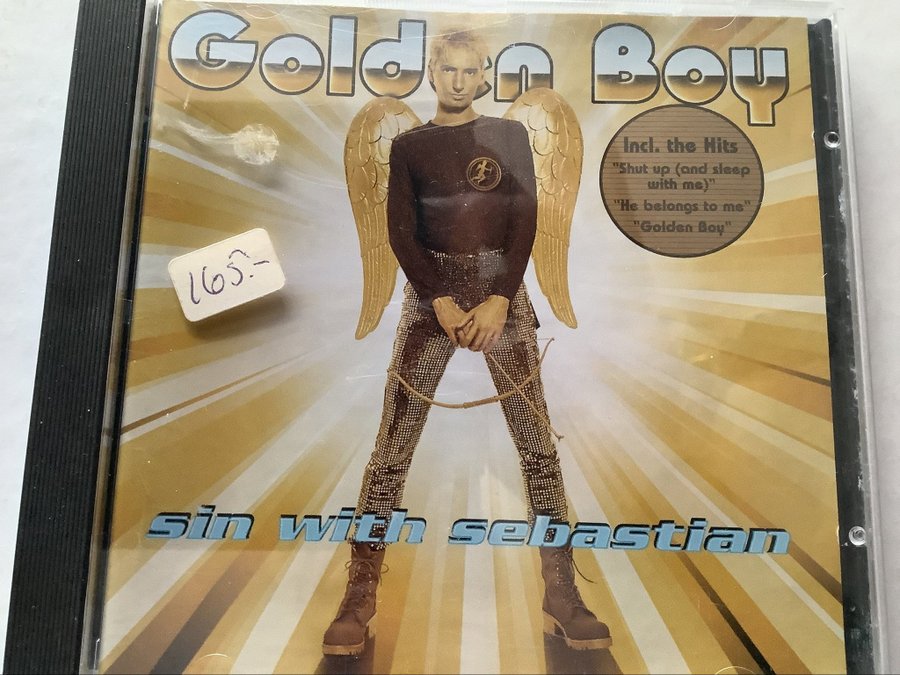 Golden Boy
Incl. the Hits
"Shut up (and sleep
with me)"
"He belongs to me"
"Golden Boy"
165.-
sin with sebastian